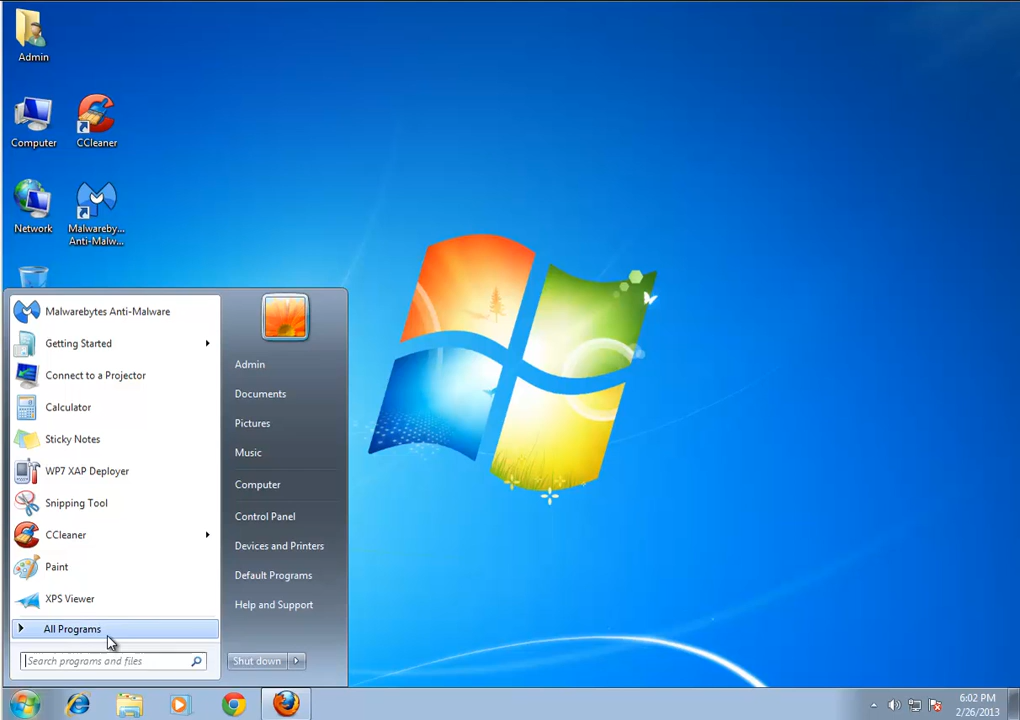 Admin
Computer
CCleaner
Network
Malwareby...
Anti-Malw...
Malwarebytes Anti-Malware
Getting Started
Connect to a Projector
Calculator
Sticky Notes
WP7 XAP Deployer
Snipping Tool
CCleaner
Paint
XPS Viewer
All Programs
Search programs and files
Admin
Documents
Pictures
Music
Computer
Control Panel
Devices and Printers
Default Programs
Help and Support
Shut down
6:02 PM
2/26/2013